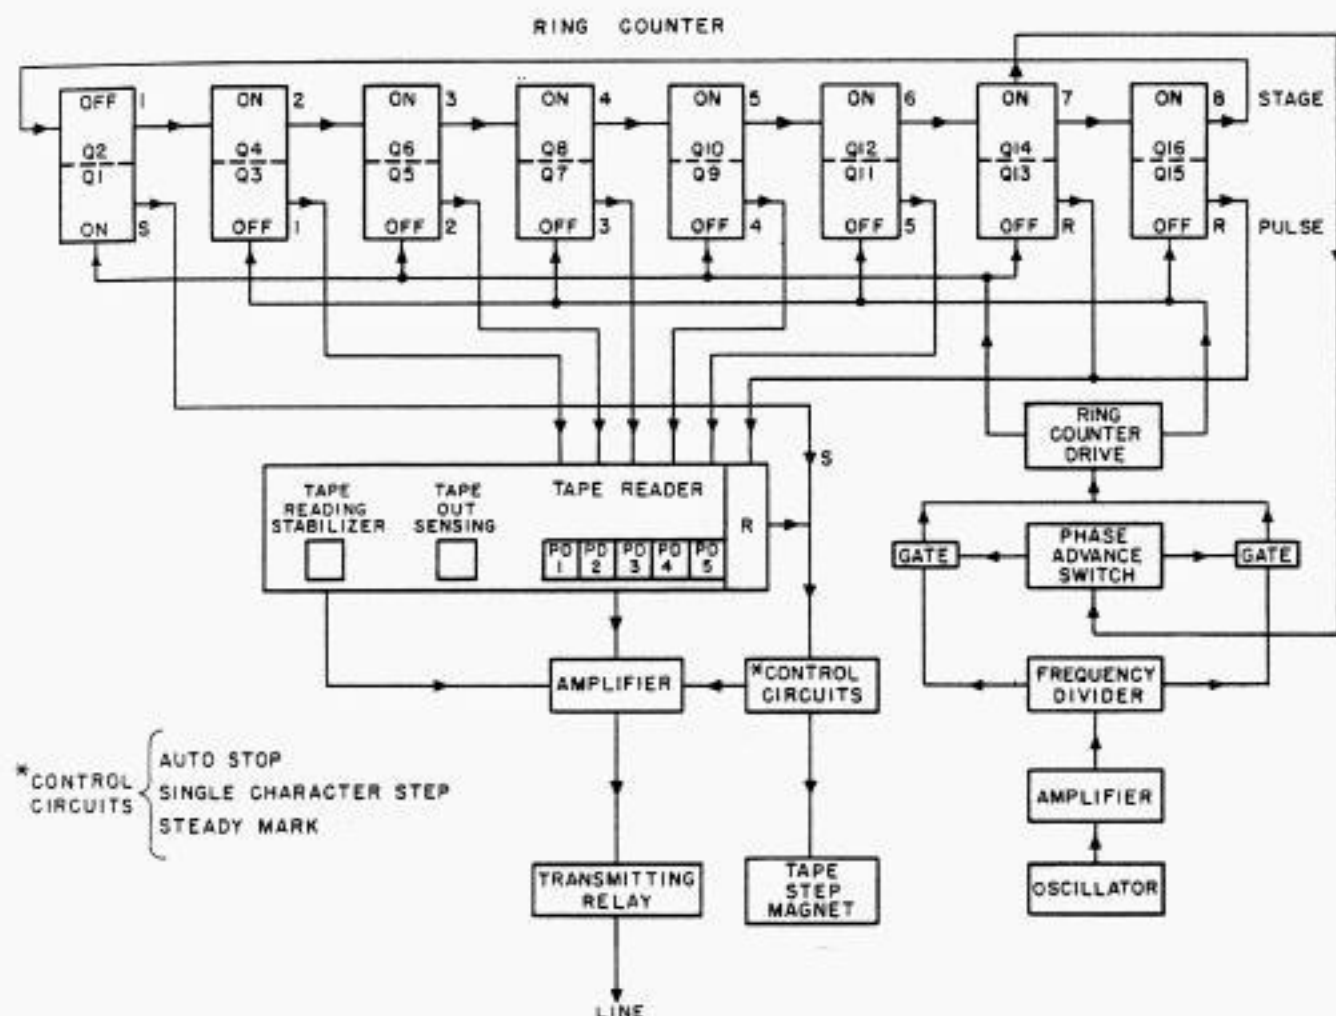 RING COUNTER
OFF 1 ON 2 ON 3 ON 4 ON 5 ON 6 ON 7 ON 8 STAGE
Q2 Q4 Q6 Q8 Q10 Q12 Q14 Q16
Q1 Q3 Q5 Q7 Q9 Q11 Q13 Q15
ON S OFF 1 OFF 2 OFF 3 OFF 4 OFF 5 OFF R OFF R PULSE
RING
COUNTER
DRIVE
S
TAPE
READING
STABILIZER
TAPE
OUT
SENSING
TAPE READER
R
PD PD PD PD PD
1 2 3 4 5
GATE
PHASE
ADVANCE
SWITCH
GATE
AMPLIFIER
*CONTROL
CIRCUITS
FREQUENCY
DIVIDER
*CONTROL
CIRCUITS
AUTO STOP
SINGLE CHARACTER STEP
STEADY MARK
AMPLIFIER
TRANSMITTING
RELAY
TAPE
STEP
MAGNET
OSCILLATOR
LINE